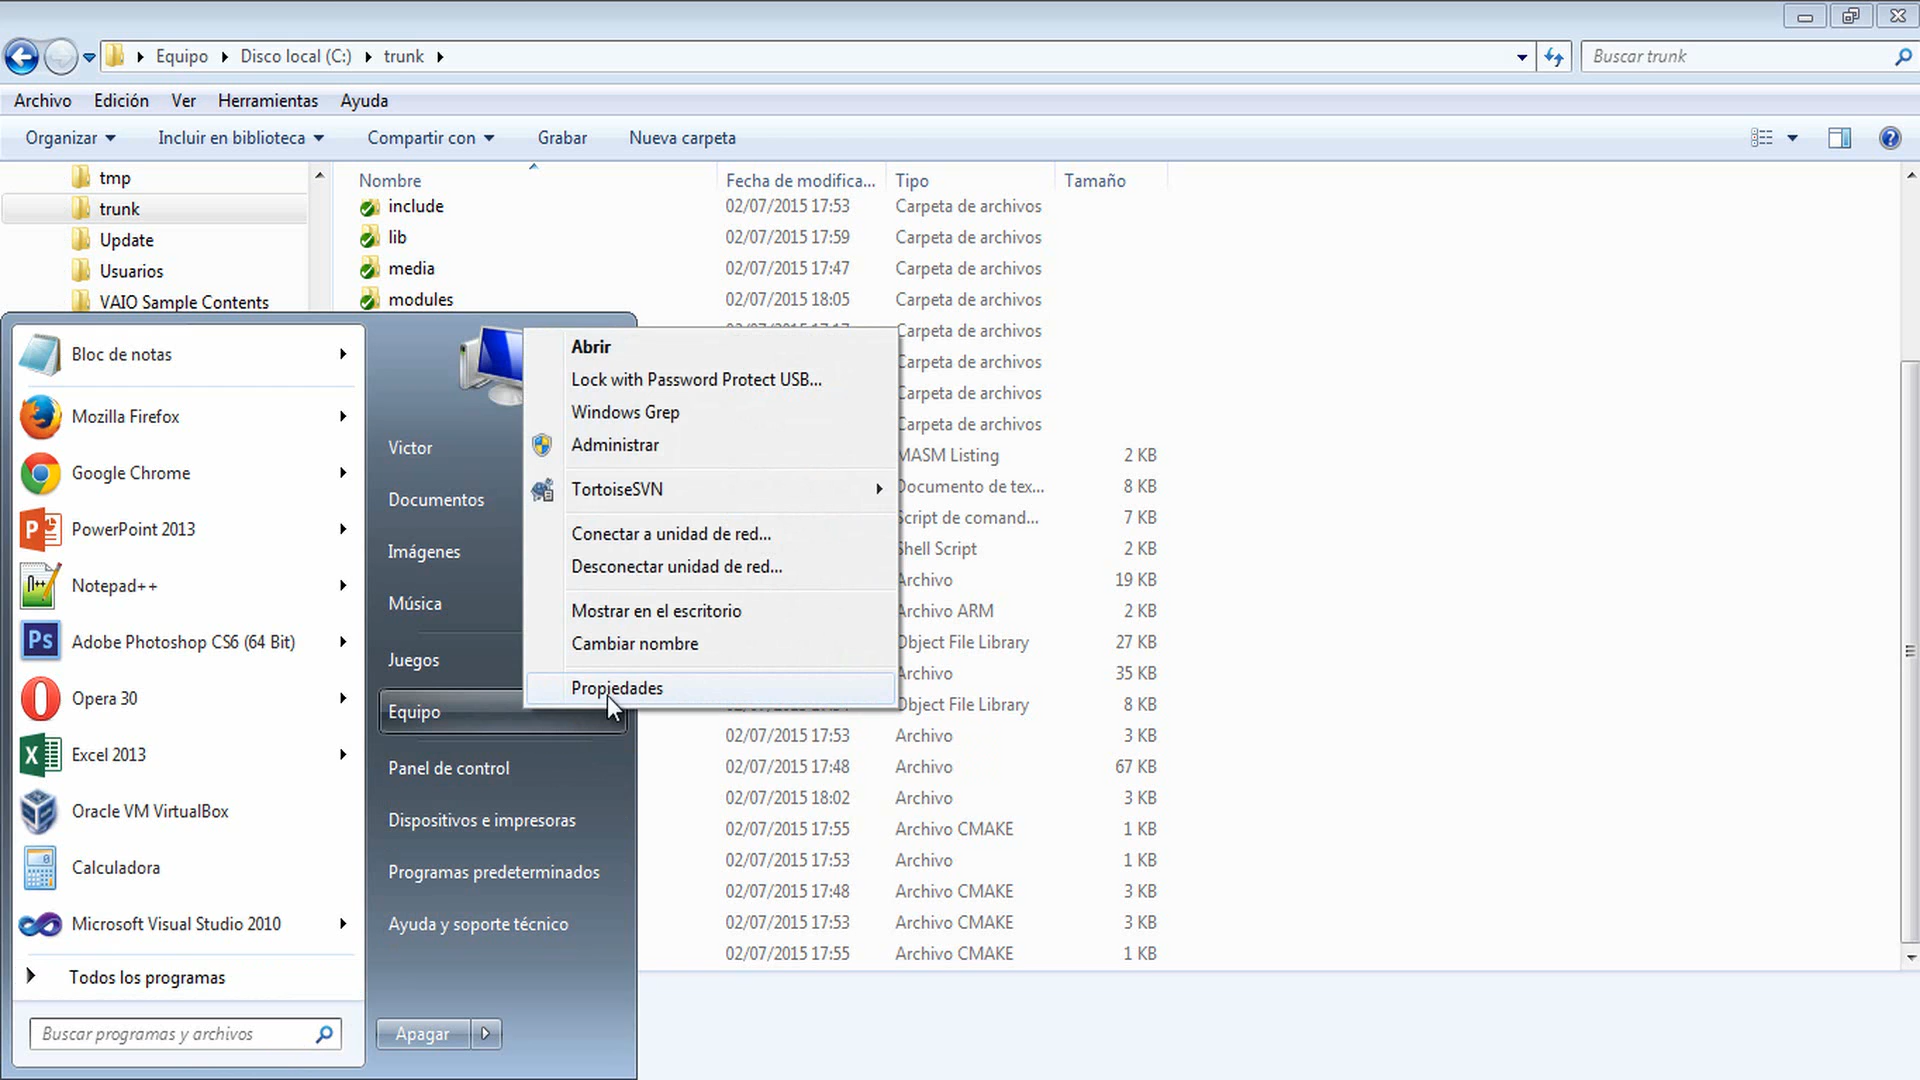 Equipo Disco local (C:) trunk
Buscar trunk
Archivo Edición Ver Herramientas Ayuda
Organizar Incluir en biblioteca Compartir con Grabar Nueva carpeta
tmp
trunk
Update
Usuarios
VAIO Sample Contents
Nombre Fecha de modifica... Tipo Tamaño
include 02/07/2015 17:53 Carpeta de archivos
lib 02/07/2015 17:59 Carpeta de archivos
media 02/07/2015 17:47 Carpeta de archivos
modules 02/07/2015 18:05 Carpeta de archivos
Carpeta de archivos
Carpeta de archivos
Carpeta de archivos
Carpeta de archivos
MASM Listing 2 KB
Documento de tex... 8 KB
Script de comand... 7 KB
Shell Script 2 KB
Archivo 19 KB
Archivo ARM 2 KB
Object File Library 27 KB
Archivo 35 KB
Object File Library 8 KB
02/07/2015 17:53 Archivo 3 KB
02/07/2015 17:48 Archivo 67 KB
02/07/2015 18:02 Archivo 3 KB
02/07/2015 17:55 Archivo CMAKE 1 KB
02/07/2015 17:53 Archivo 1 KB
02/07/2015 17:48 Archivo CMAKE 3 KB
02/07/2015 17:53 Archivo CMAKE 3 KB
02/07/2015 17:55 Archivo CMAKE 1 KB
Bloc de notas
Mozilla Firefox
Google Chrome
PowerPoint 2013
Notepad++
Ps Adobe Photoshop CS6 (64 Bit)
Opera 30
Excel 2013
Oracle VM VirtualBox
Calculadora
Microsoft Visual Studio 2010
Todos los programas
Buscar programas y archivos
Victor
Documentos
Imágenes
Música
Juegos
Equipo
Panel de control
Dispositivos e impresoras
Programas predeterminados
Ayuda y soporte técnico
Apagar
Abrir
Lock with Password Protect USB...
Windows Grep
Administrar
TortoiseSVN
Conectar a unidad de red...
Desconectar unidad de red...
Mostrar en el escritorio
Cambiar nombre
Propiedades